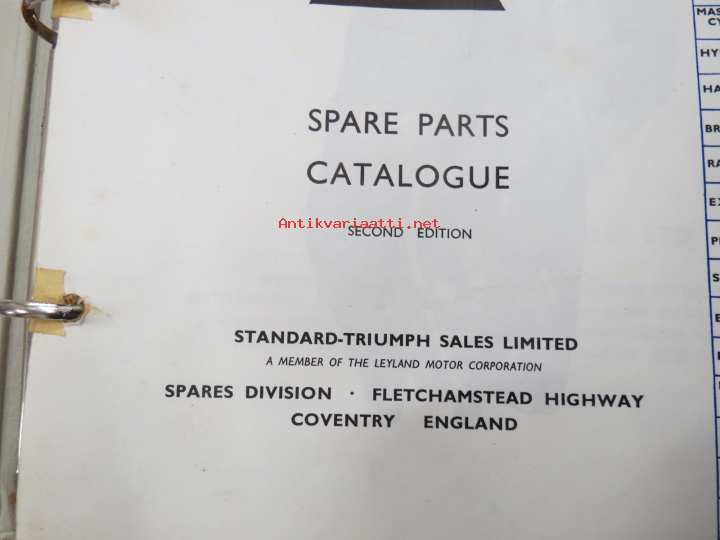 SPARE PARTS
CATALOGUE
Antikvariaatti.net
SECOND EDITION
STANDARD-TRIUMPH SALES LIMITED
A MEMBER OF THE LEYLAND MOTOR CORPORATION
SPARES DIVISION · FLETCHAMSTEAD HIGHWAY
COVENTRY ENGLAND